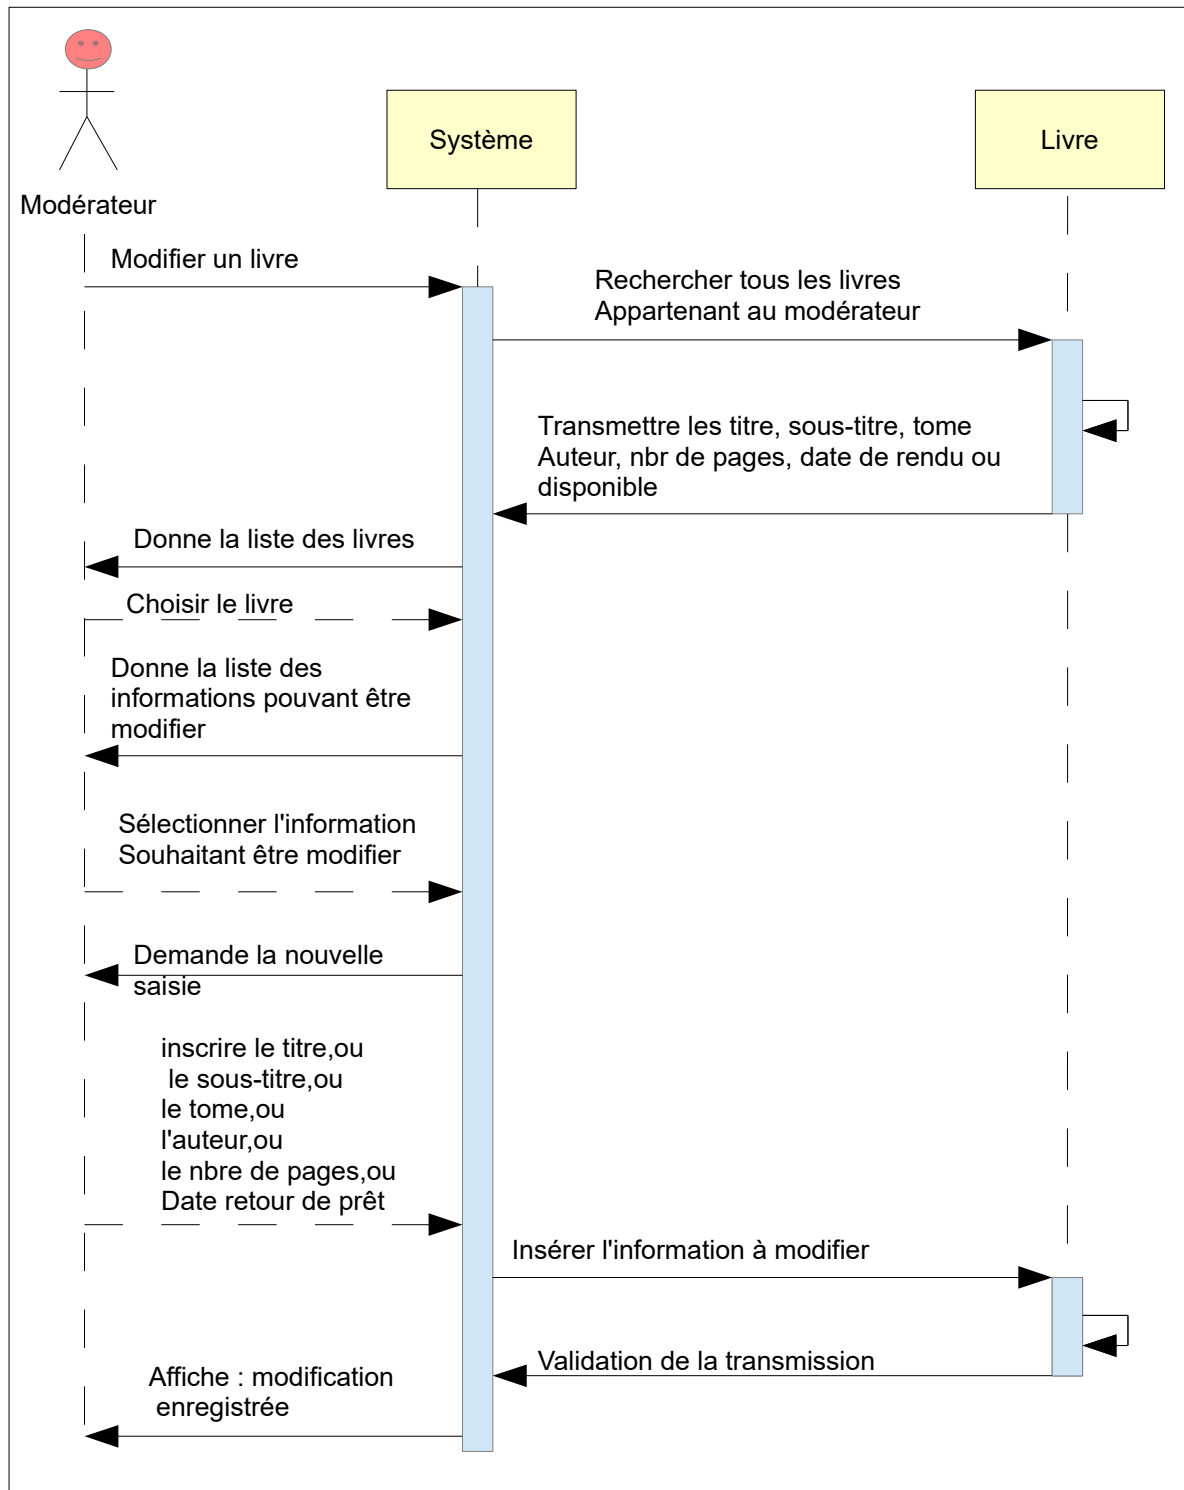 Système
Livre
Modérateur
Modifier un livre
Rechercher tous les livres
Appartenant au modérateur
Transmettre les titre, sous-titre, tome
Auteur, nbr de pages, date de rendu ou
disponible
Donne la liste des livres
Choisir le livre
Donne la liste des
informations pouvant être
modifier
Sélectionner l'information
Souhaitant être modifier
Demande la nouvelle
saisie
inscrire le titre,ou
le sous-titre,ou
le tome,ou
l'auteur,ou
le nbre de pages,ou
Date retour de prêt
Insérer l'information à modifier
Validation de la transmission
Affiche : modification
enregistrée